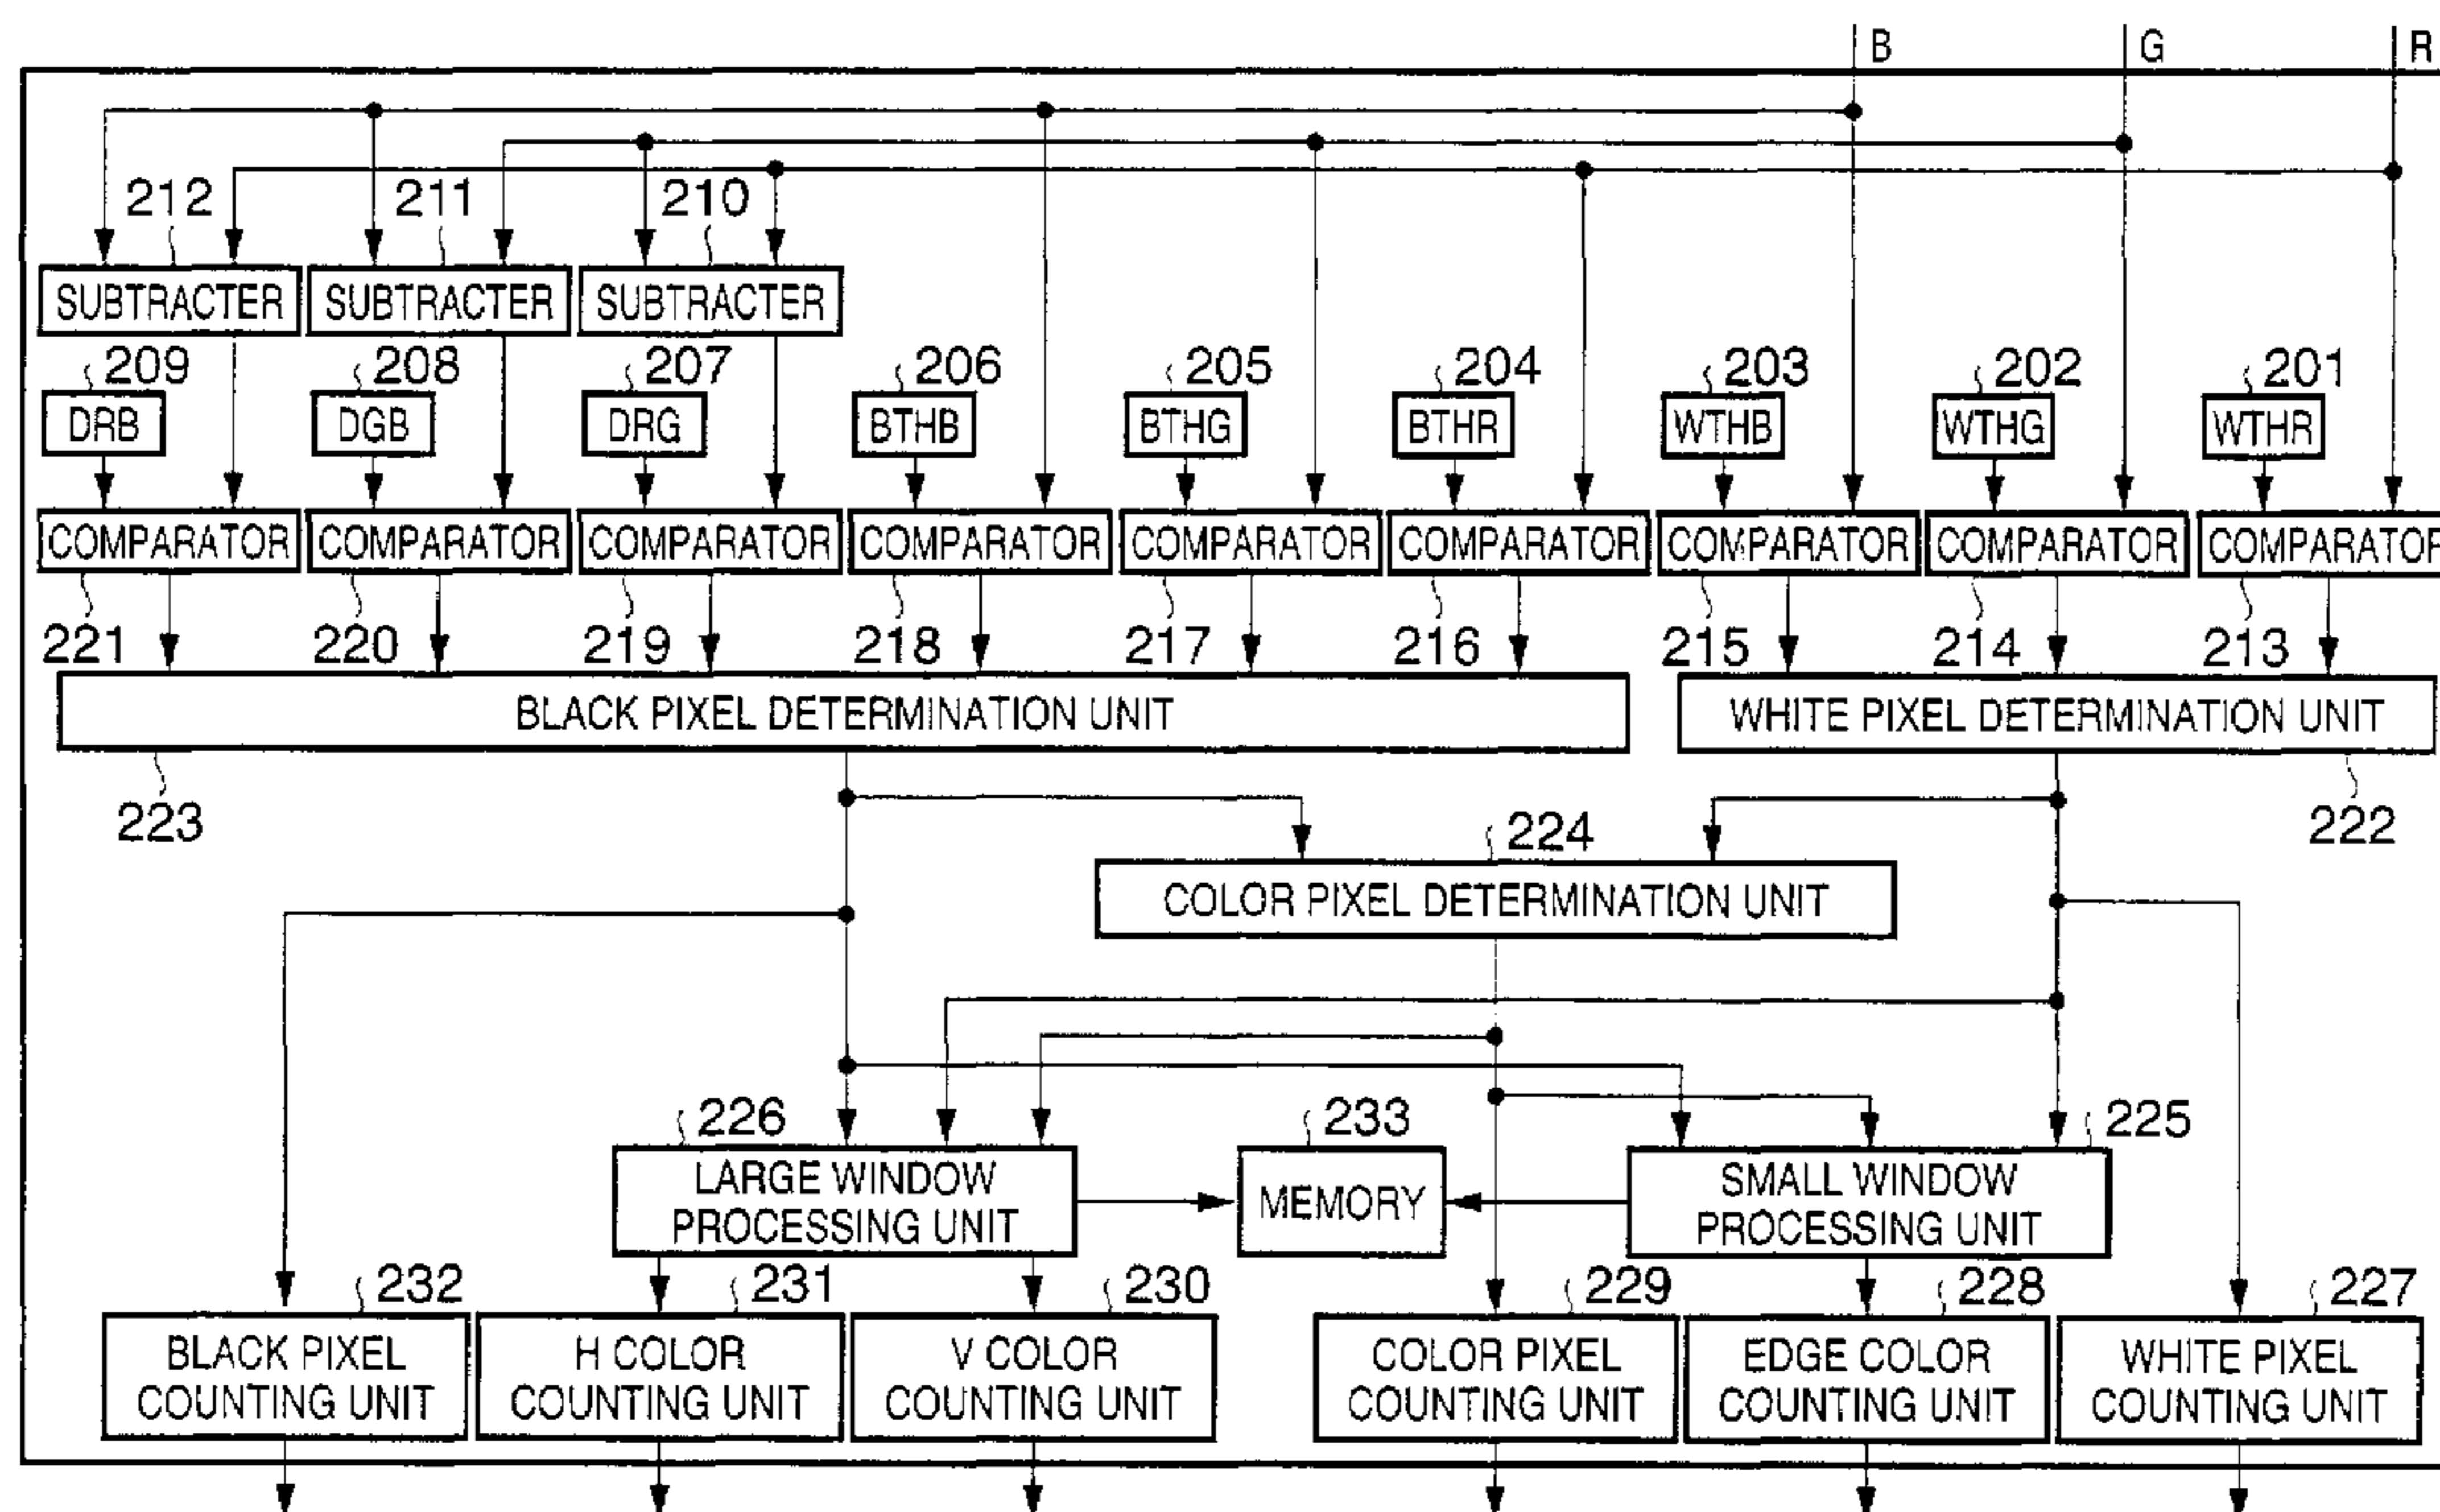 B G R
212 211 210
SUBTRACTER SUBTRACTER SUBTRACTER
209 208 207 206 205 204 203 202 201
DRB DGB DRG BTHB BTHG BTHR WTHB WTHG WTHR
COMPARATOR COMPARATOR COMPARATOR COMPARATOR COMPARATOR COMPARATOR COMPARATOR COMPARATOR COMPARATOR
221 220 219 218 217 216 215 214 213
BLACK PIXEL DETERMINATION UNIT WHITE PIXEL DETERMINATION UNIT
223 222
224
COLOR PIXEL DETERMINATION UNIT
226 233 225
LARGE WINDOW
PROCESSING UNIT
MEMORY
SMALL WINDOW
PROCESSING UNIT
232 231 230 229 228 227
BLACK PIXEL
COUNTING UNIT
H COLOR
COUNTING UNIT
V COLOR
COUNTING UNIT
COLOR PIXEL
COUNTING UNIT
EDGE COLOR
COUNTING UNIT
WHITE PIXEL
COUNTING UNIT